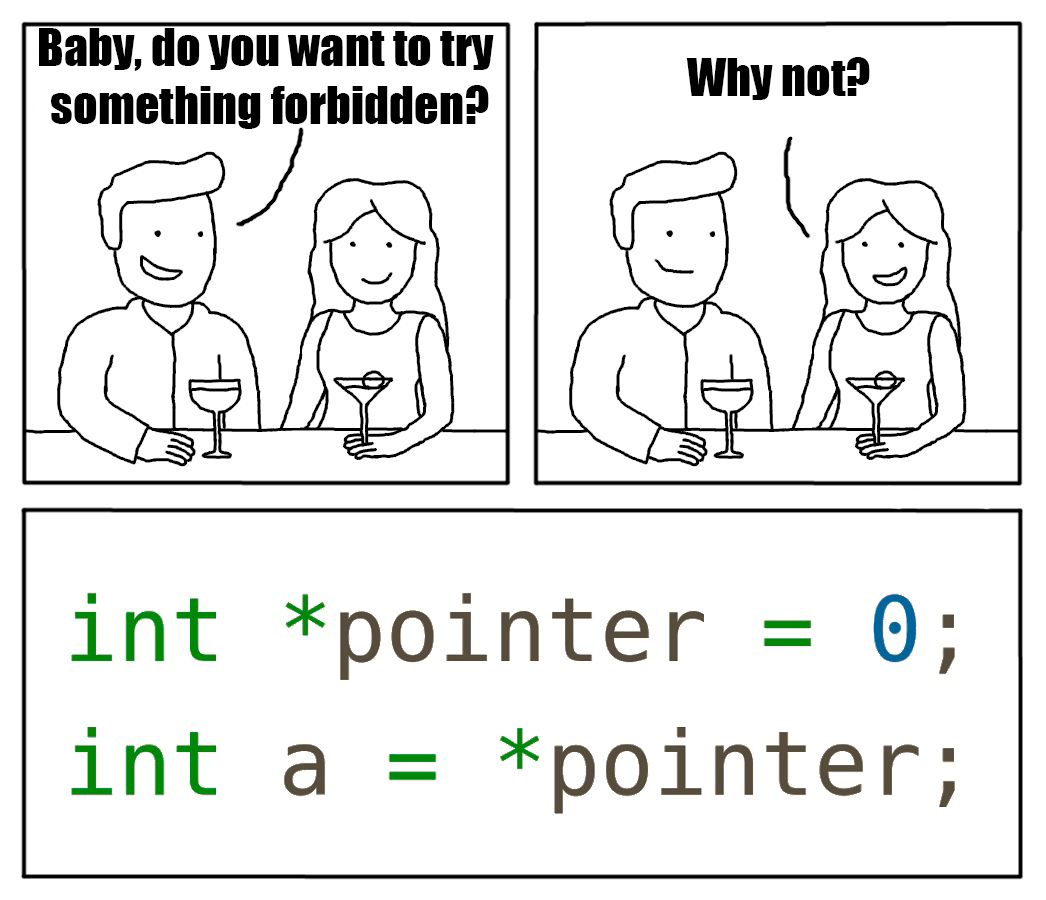 Baby, do you want to try
something forbidden?
Why not?
int *pointer = 0;
int a = *pointer;